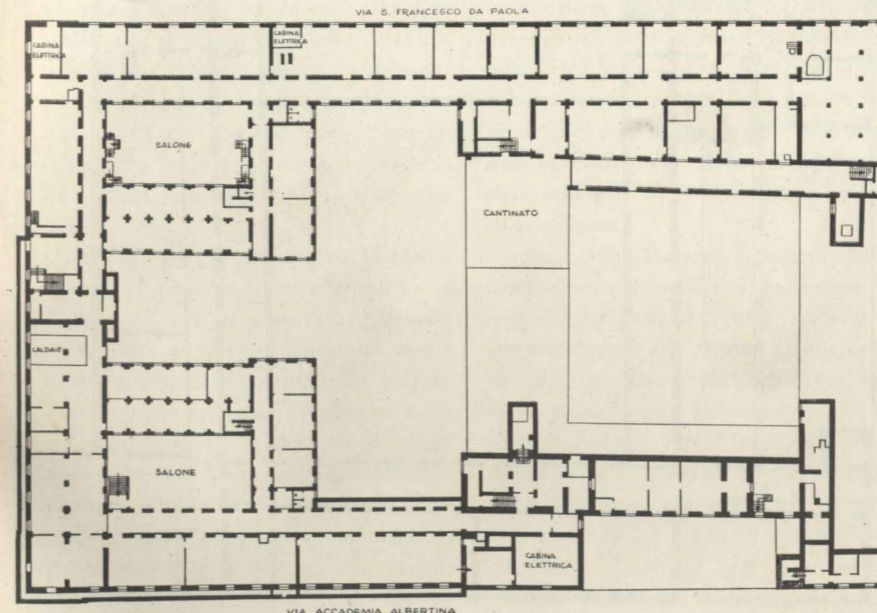 VIA S. FRANCESCO DA PAOLA
CABINA
ELETTRICA
CABINA
ELETTRICA
SALONE
CANTINATO
CALDAIE
SALONE
CABINA
ELETTRICA
VIA ACCADEMIA ALBERTINA